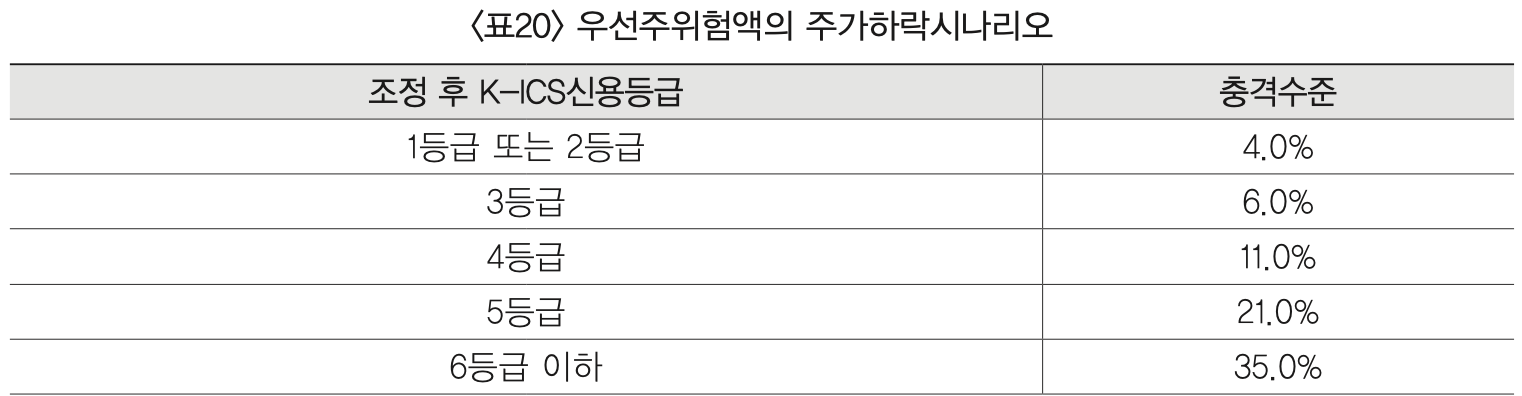 〈표20〉 우선주위험액의 주가하락시나리오
조정 후 K-ICS신용등급 충격수준
1등급 또는 2등급 4.0%
3등급 6.0%
4등급 11.0%
5등급 21.0%
6등급 이하 35.0%